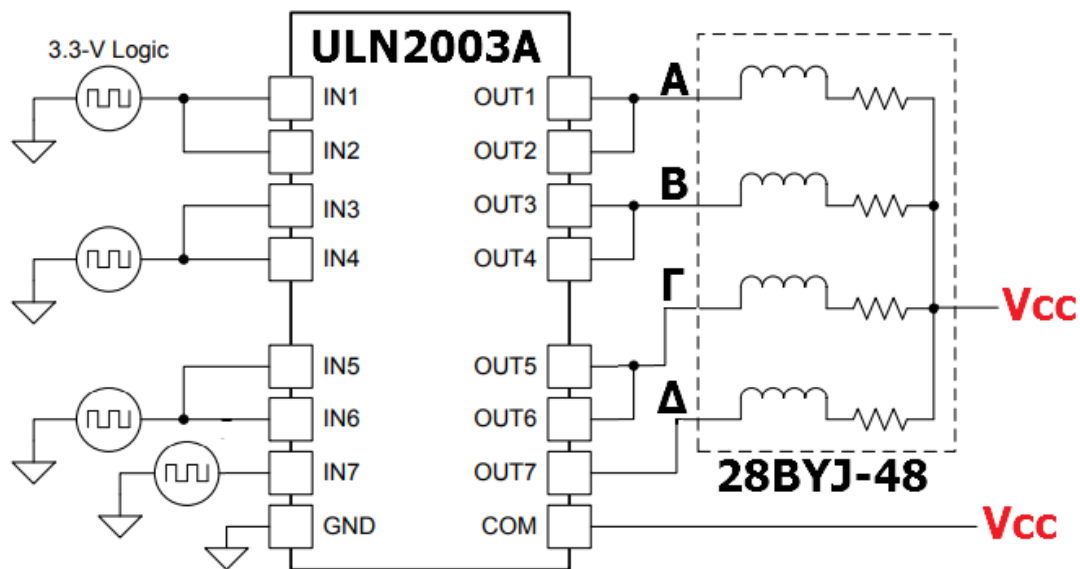 ULN2003A
3.3-V Logic
IN1
OUT1
Α
IN2
OUT2
IN3
OUT3
Β
IN4
OUT4
Γ
Vcc
IN5
OUT5
IN6
OUT6
Δ
IN7
OUT7
28BYJ-48
GND
COM
Vcc